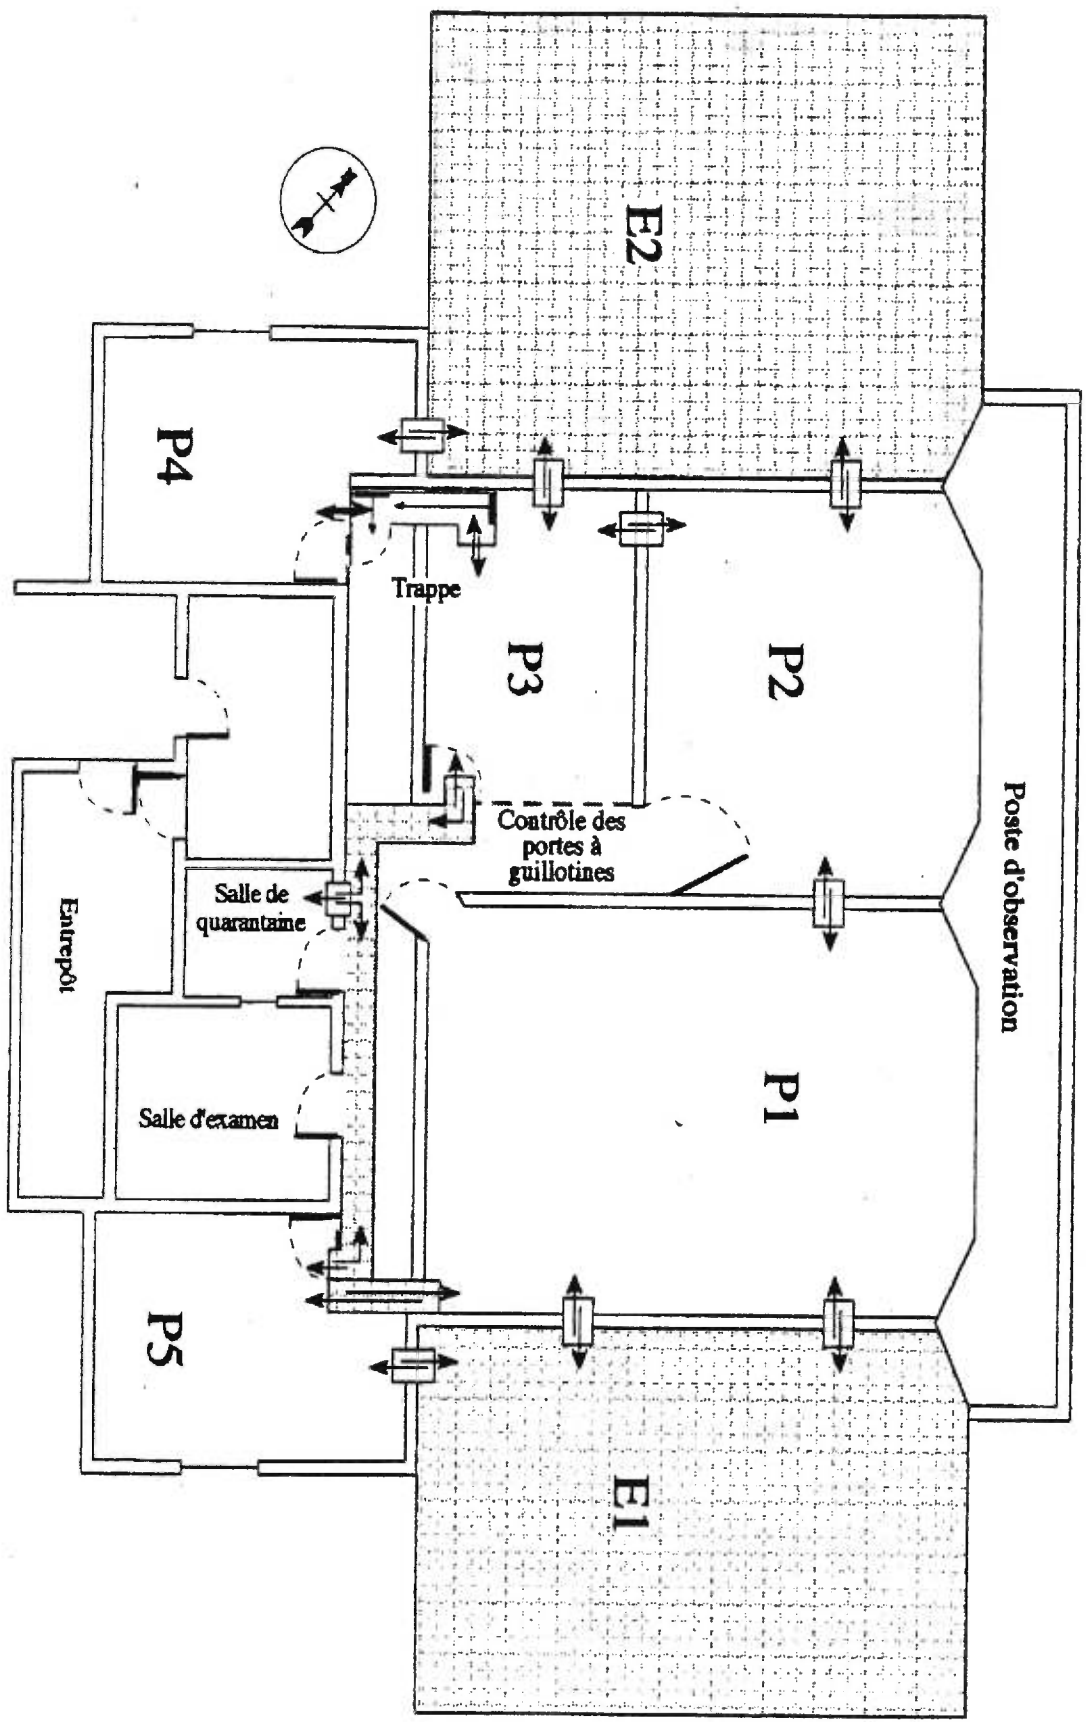 E2
P4
Trappe
P3
P2
Contrôle des
portes à
guillotines
Poste d'observation
Salle de
quarantaine
Entrepôt
P1
Salle d'examen
P5
E1